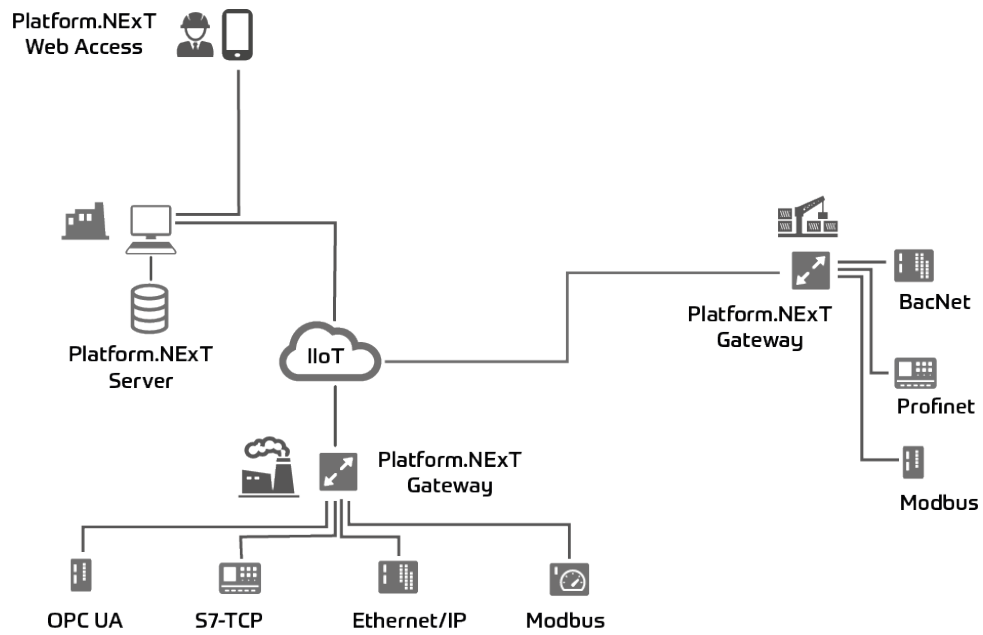 Platform.NExT
Web Access
Platform.NExT
Server
IIoT
Platform.NExT
Gateway
BacNet
Profinet
Modbus
Platform.NExT
Gateway
OPC UA
S7-TCP
Ethernet/IP
Modbus